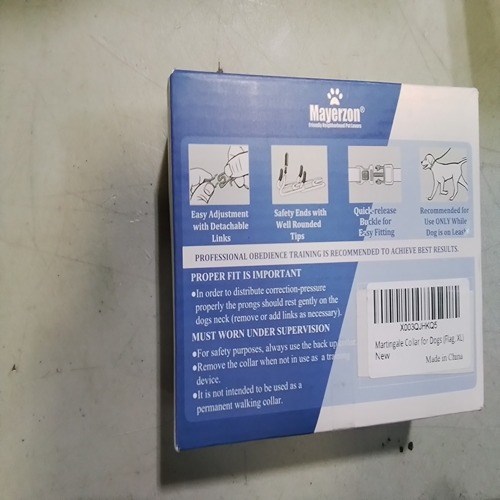 Mayerzon®
Friendly Neighborhood Pet Lovers
Easy Adjustment
with Detachable
Links
Safety Ends with
Well Rounded
Tips
Quick-release
Buckle for
Easy Fitting
Recommended for
Use ONLY While
Dog is on Leash
PROFESSIONAL OBEDIENCE TRAINING IS RECOMMENDED TO ACHIEVE BEST RESULTS.
PROPER FIT IS IMPORTANT
●In order to distribute correction-pressure
properly the prongs should rest gently on the
dogs neck (remove or add links as necessary).
MUST WORN UNDER SUPERVISION
●For safety purposes, always use the back up
●Remove the collar when not in use as a training
device.
●It is not intended to be used as a
permanent walking collar.
X003QJHKQ5
Martingale Collar for Dogs (Flag, XL)
New
Made in China